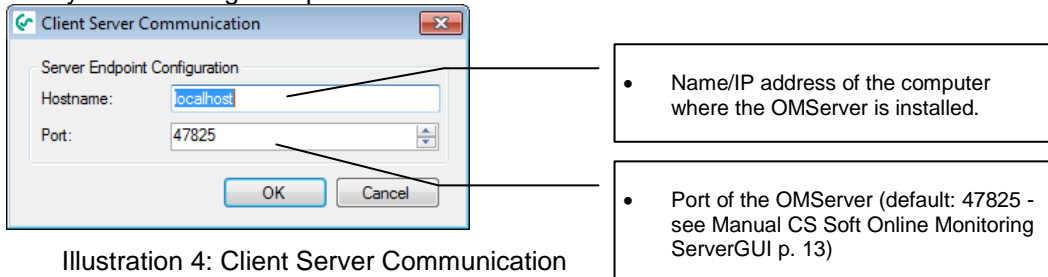 Client Server Communication
Server Endpoint Configuration
Hostname: localhost
Port: 47825
OK Cancel
• Name/IP address of the computer
where the OMServer is installed.
• Port of the OMServer (default: 47825 -
see Manual CS Soft Online Monitoring
ServerGUI p. 13)
Illustration 4: Client Server Communication